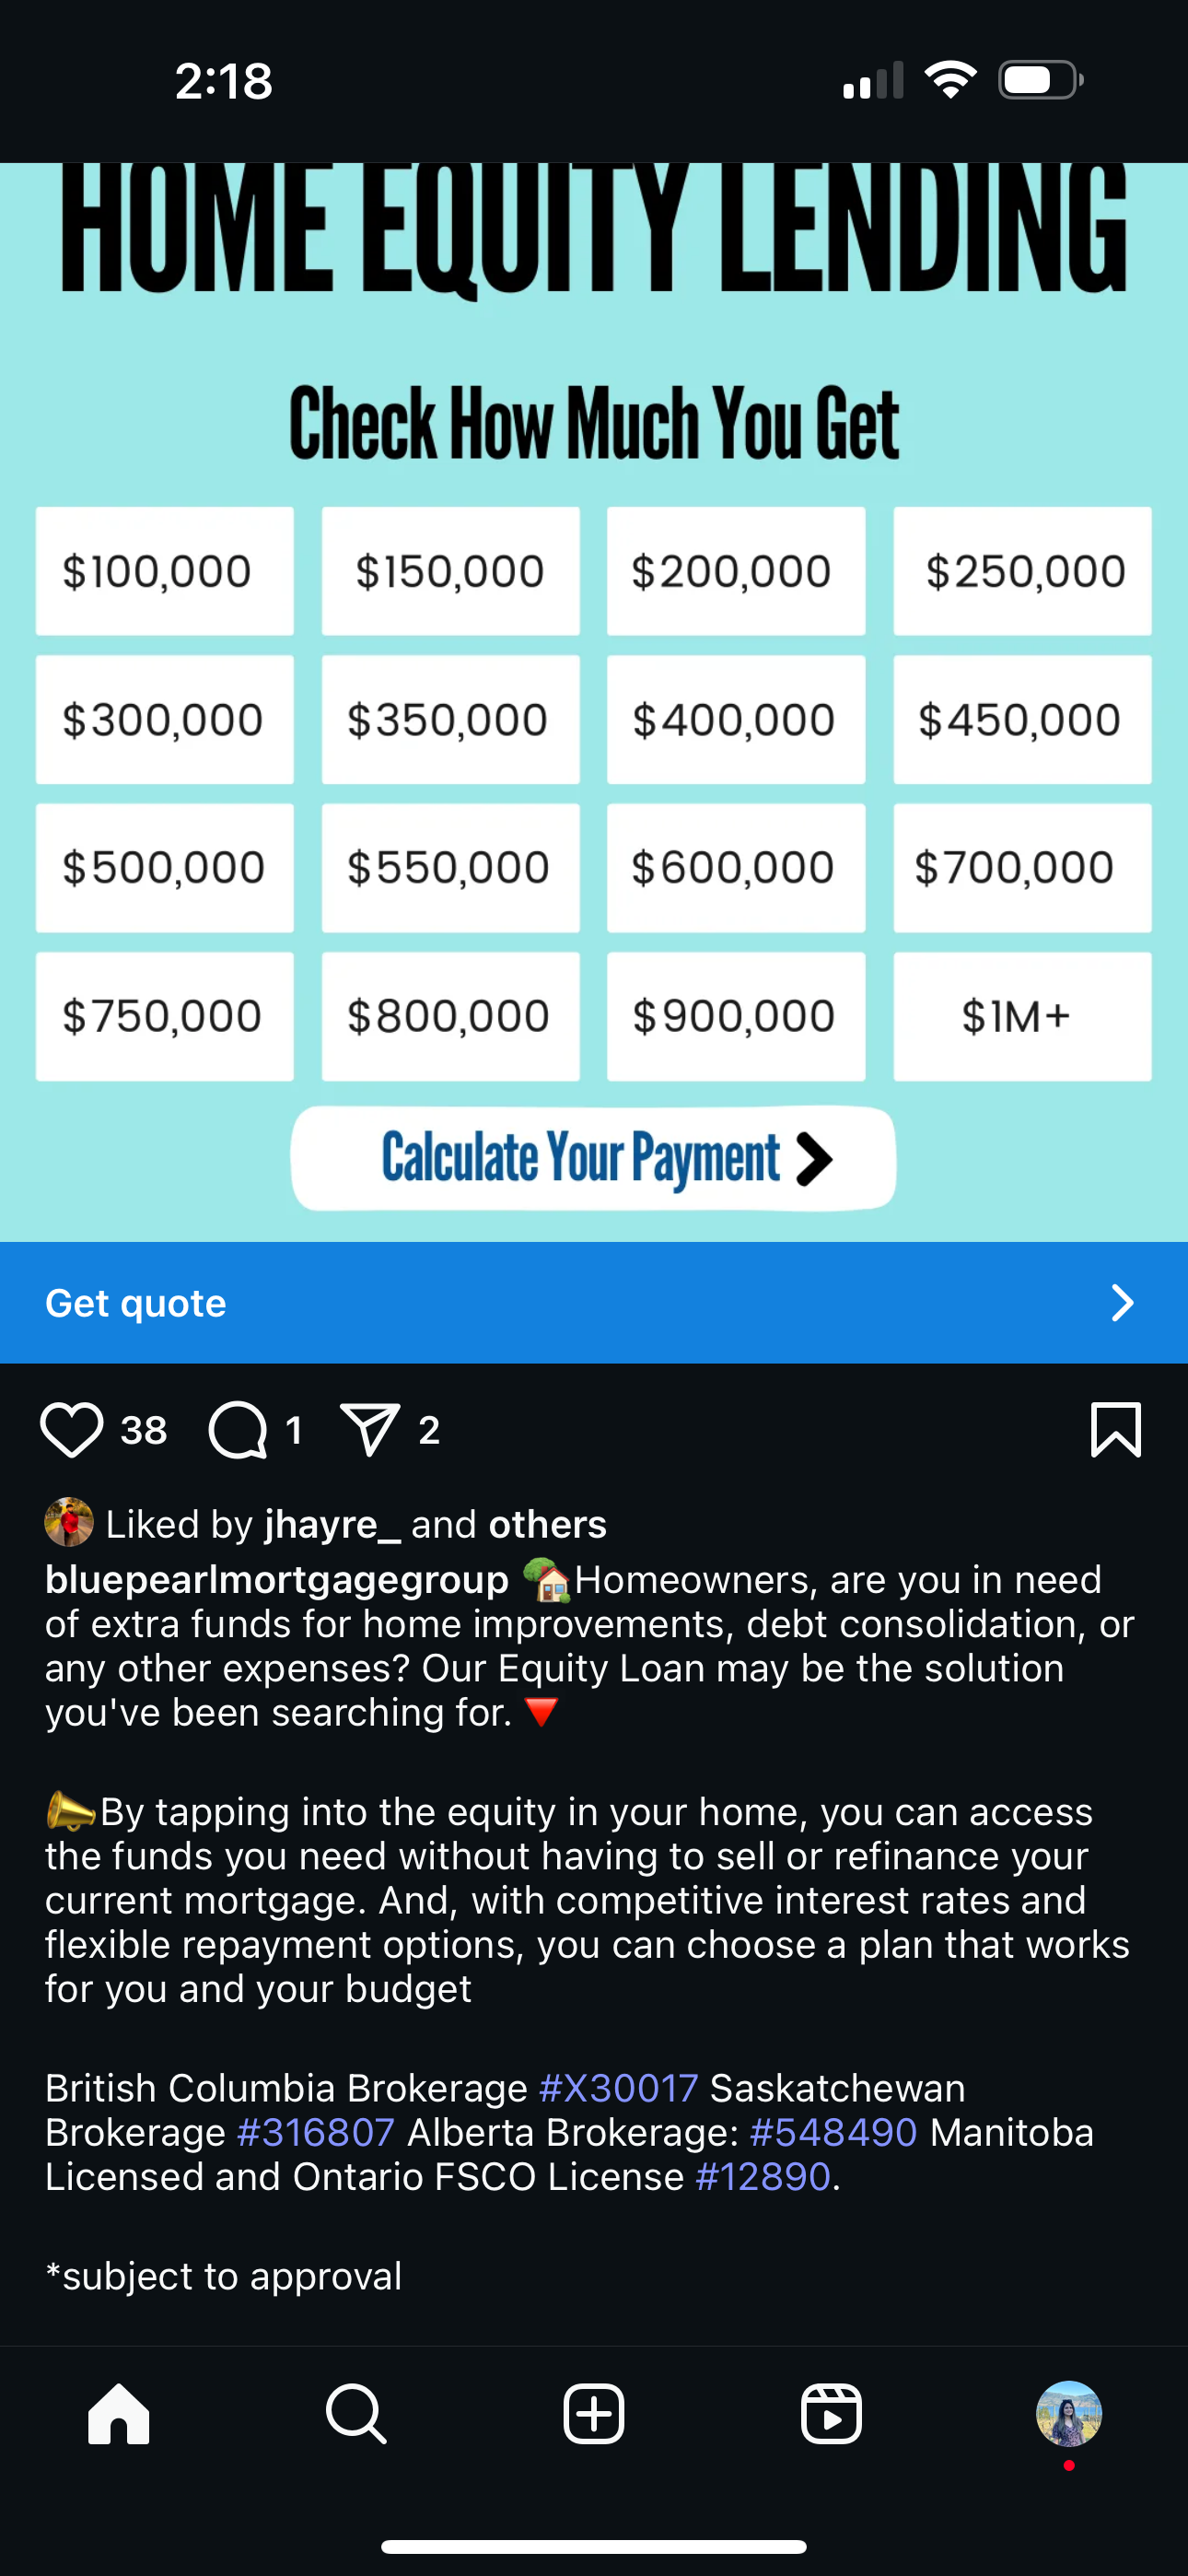 2:18
HOME EQUITY LENDING
Check How Much You Get
$100,000 $150,000 $200,000 $250,000
$300,000 $350,000 $400,000 $450,000
$500,000 $550,000 $600,000 $700,000
$750,000 $800,000 $900,000 $1M+
Calculate Your Payment
Get quote
38 1 2
Liked by jhayre_ and others
bluepearlmortgagegroup 🏡Homeowners, are you in need
of extra funds for home improvements, debt consolidation, or
any other expenses? Our Equity Loan may be the solution
you've been searching for. 🔻
📣By tapping into the equity in your home, you can access
the funds you need without having to sell or refinance your
current mortgage. And, with competitive interest rates and
flexible repayment options, you can choose a plan that works
for you and your budget
British Columbia Brokerage #X30017 Saskatchewan
Brokerage #316807 Alberta Brokerage: #548490 Manitoba
Licensed and Ontario FSCO License #12890.
*subject to approval